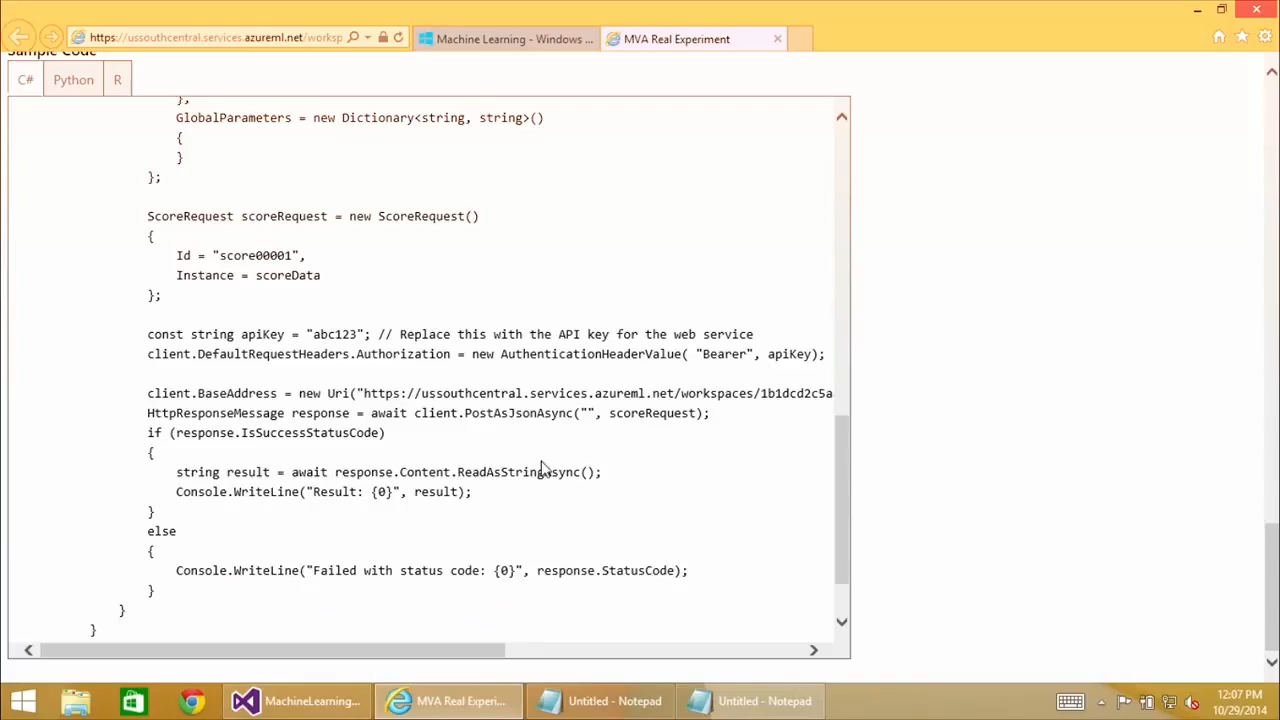 https://ussouthcentral.services.azureml.net/worksp
Machine Learning - Windows ...
MVA Real Experiment
Sample Code
C#
Python
R
},
GlobalParameters = new Dictionary<string, string>()
{
}
};
ScoreRequest scoreRequest = new ScoreRequest()
{
Id = "score00001",
Instance = scoreData
};
const string apiKey = "abc123"; // Replace this with the API key for the web service
client.DefaultRequestHeaders.Authorization = new AuthenticationHeaderValue( "Bearer", apiKey);
client.BaseAddress = new Uri("https://ussouthcentral.services.azureml.net/workspaces/1b1dcd2c5a
HttpResponseMessage response = await client.PostAsJsonAsync("", scoreRequest);
if (response.IsSuccessStatusCode)
{
string result = await response.Content.ReadAsStringAsync();
Console.WriteLine("Result: {0}", result);
}
else
{
Console.WriteLine("Failed with status code: {0}", response.StatusCode);
}
}
}
MachineLearning...
MVA Real Experi...
Untitled - Notepad
Untitled - Notepad
12:07 PM
10/29/2014